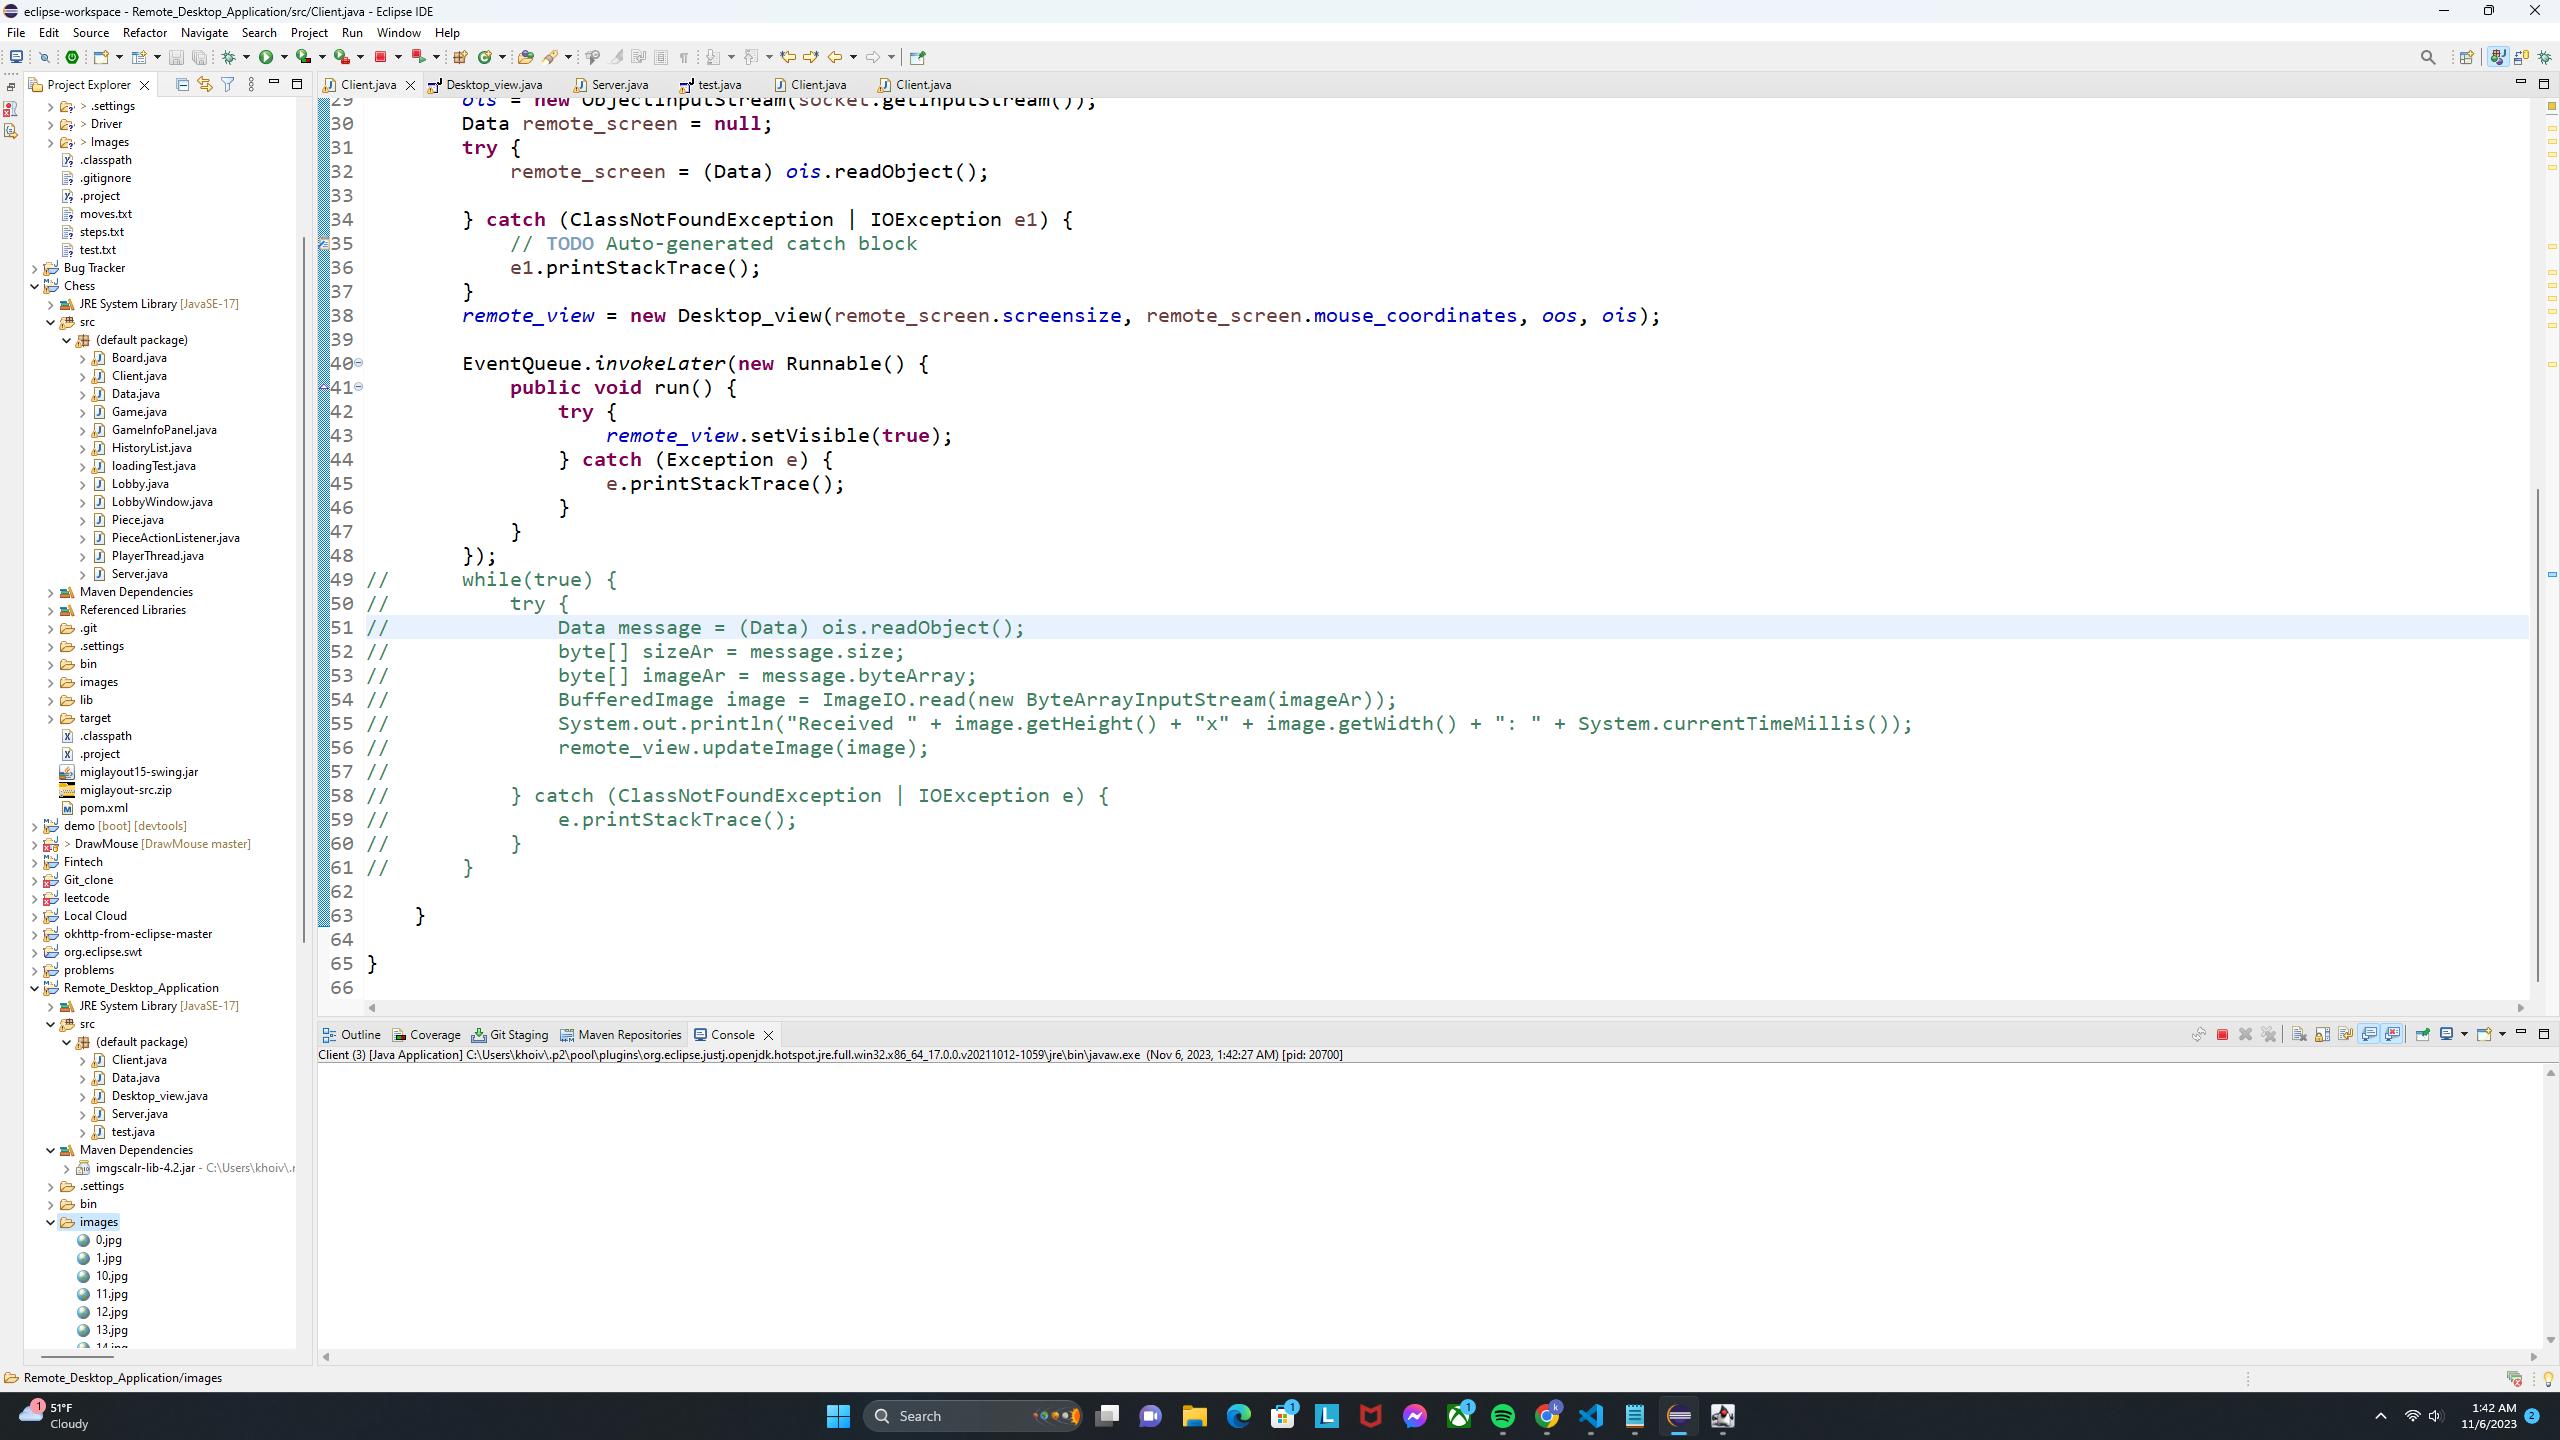 eclipse-workspace - Remote_Desktop_Application/src/Client.java - Eclipse IDE
File Edit Source Refactor Navigate Search Project Run Window Help
Project Explorer
Client.java Desktop_view.java Server.java test.java Client.java Client.java
> .settings
> Driver
> Images
.classpath
.gitignore
.project
moves.txt
steps.txt
test.txt
Bug Tracker
Chess
JRE System Library [JavaSE-17]
src
(default package)
Board.java
Client.java
Data.java
Game.java
GameInfoPanel.java
HistoryList.java
loadingTest.java
Lobby.java
LobbyWindow.java
Piece.java
PieceActionListener.java
PlayerThread.java
Server.java
Maven Dependencies
Referenced Libraries
.git
.settings
bin
images
lib
target
.classpath
.project
miglayout15-swing.jar
miglayout-src.zip
pom.xml
demo [boot] [devtools]
> DrawMouse [DrawMouse master]
Fintech
Git_clone
leetcode
Local Cloud
okhttp-from-eclipse-master
org.eclipse.swt
problems
Remote_Desktop_Application
JRE System Library [JavaSE-17]
src
(default package)
Client.java
Data.java
Desktop_view.java
Server.java
test.java
Maven Dependencies
imgscalr-lib-4.2.jar - C:\Users\khoiv\.r
.settings
bin
images
0.jpg
1.jpg
10.jpg
11.jpg
12.jpg
13.jpg
14.jpg
29 ois = new ObjectInputStream(socket.getInputStream());
30 Data remote_screen = null;
31 try {
32 remote_screen = (Data) ois.readObject();
33
34 } catch (ClassNotFoundException | IOException e1) {
35 // TODO Auto-generated catch block
36 e1.printStackTrace();
37 }
38 remote_view = new Desktop_view(remote_screen.screensize, remote_screen.mouse_coordinates, oos, ois);
39
40 EventQueue.invokeLater(new Runnable() {
41 public void run() {
42 try {
43 remote_view.setVisible(true);
44 } catch (Exception e) {
45 e.printStackTrace();
46 }
47 }
48 });
49 // while(true) {
50 // try {
51 // Data message = (Data) ois.readObject();
52 // byte[] sizeAr = message.size;
53 // byte[] imageAr = message.byteArray;
54 // BufferedImage image = ImageIO.read(new ByteArrayInputStream(imageAr));
55 // System.out.println("Received " + image.getHeight() + "x" + image.getWidth() + ": " + System.currentTimeMillis());
56 // remote_view.updateImage(image);
57 //
58 // } catch (ClassNotFoundException | IOException e) {
59 // e.printStackTrace();
60 // }
61 // }
62
63 }
64
65 }
66
Outline Coverage Git Staging Maven Repositories Console
Client (3) [Java Application] C:\Users\khoiv\.p2\pool\plugins\org.eclipse.justj.openjdk.hotspot.jre.full.win32.x86_64_17.0.0.v20211012-1059\jre\bin\javaw.exe (Nov 6, 2023, 1:42:27 AM) [pid: 20700]
Remote_Desktop_Application/images
1
51°F
Cloudy
Search
1
L
1
k
1:42 AM
11/6/2023
2